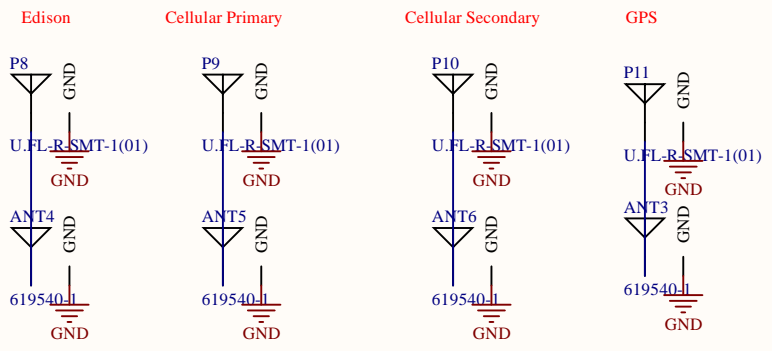 Edison
Cellular Primary
Cellular Secondary
GPS
P8
GND
P9
GND
P10
GND
P11
GND
U.FL-R-SMT-1(01)
U.FL-R-SMT-1(01)
U.FL-R-SMT-1(01)
U.FL-R-SMT-1(01)
GND
GND
GND
GND
ANT4
GND
ANT5
GND
ANT6
GND
ANT3
GND
619540-1
619540-1
619540-1
619540-1
GND
GND
GND
GND